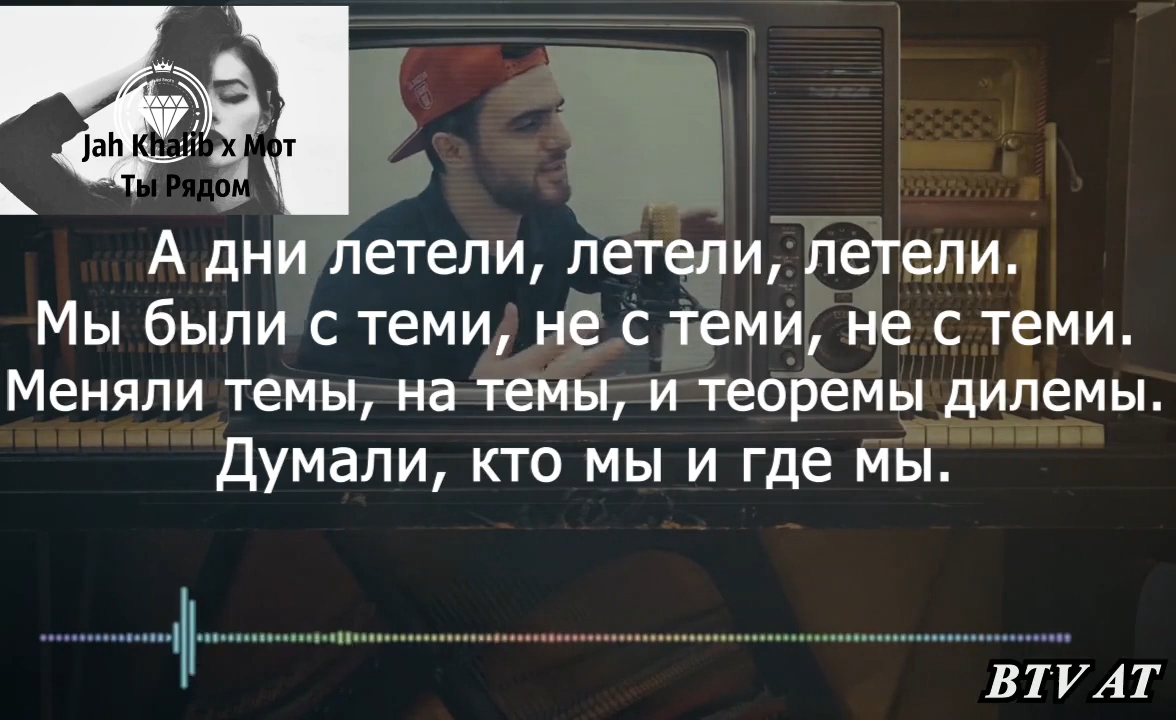 Jah Khalib x Мот
Ты Рядом
А дни летели, летели, летели.
Мы были с теми, не с теми, не с теми.
Меняли темы, на темы, и теоремы дилемы.
Думали, кто мы и где мы.
BTV AT